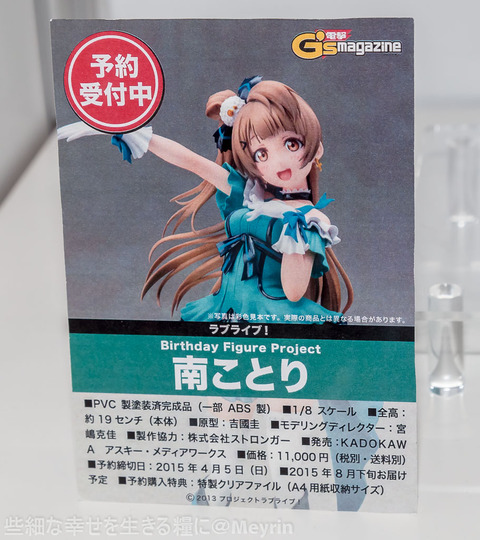 電撃
G'smagazine
予約
受付中
※写真は彩色見本です。実際の商品とは異なる場合があります。
ラブライブ!
Birthday Figure Project
南ことり
■PVC 製塗装済完成品(一部 ABS 製) ■1/8 スケール ■全高:
約 19 センチ(本体) ■原型:吉國圭 ■モデリングディレクター:宮
嶋克佳 ■製作協力:株式会社ストロンガー ■発売:KADOKAW
A アスキー・メディアワークス ■価格:11,000 円(税別・送料別)
■予約締切日:2015 年 4 月 5 日(日) ■2015 年 8 月下旬お届け
予定 ■予約購入特典:特製クリアファイル(A4 用紙収納サイズ)
©2013 プロジェクトラブライブ!
些細な幸せを生きる糧に@Meyrin